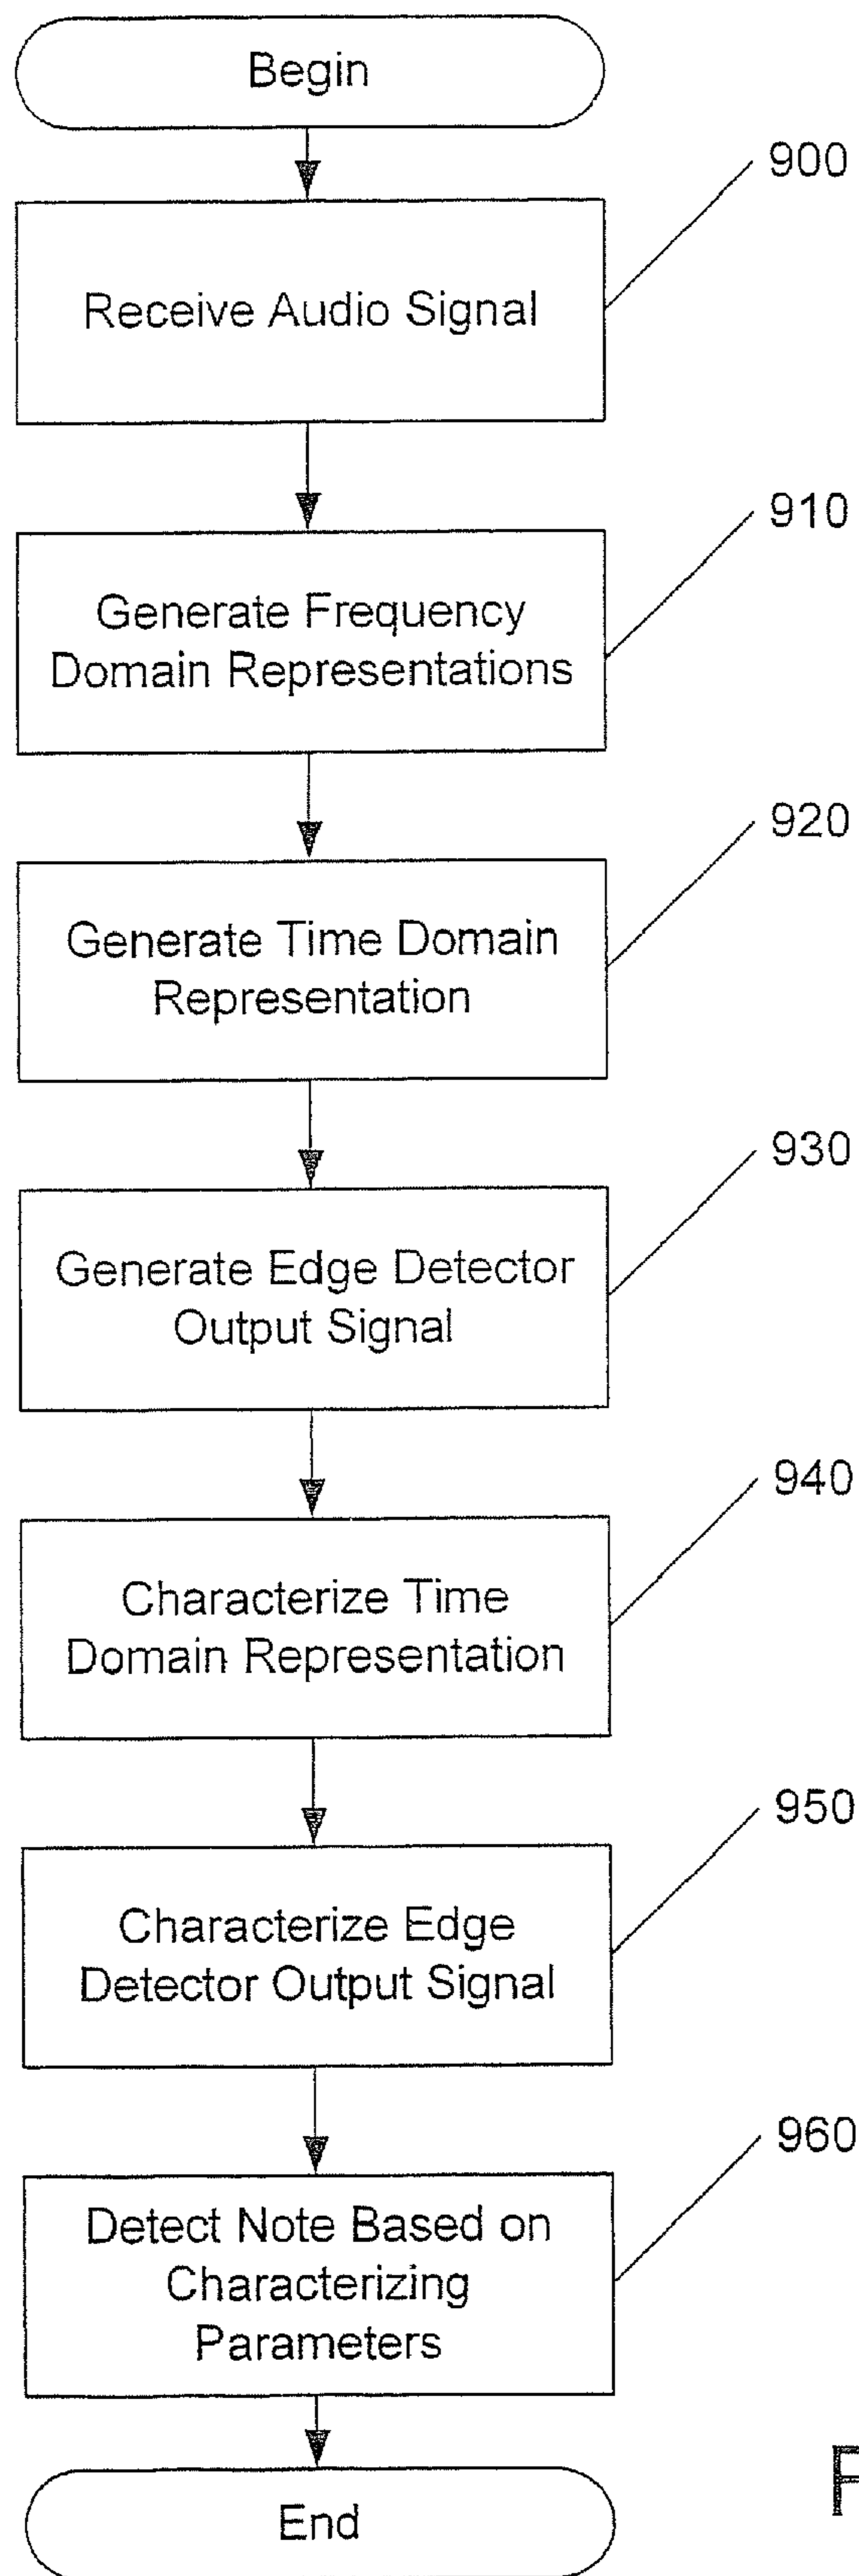 Begin
900
Receive Audio Signal
910
Generate Frequency
Domain Representations
920
Generate Time Domain
Representation
930
Generate Edge Detector
Output Signal
940
Characterize Time
Domain Representation
950
Characterize Edge
Detector Output Signal
960
Detect Note Based on
Characterizing
Parameters
End